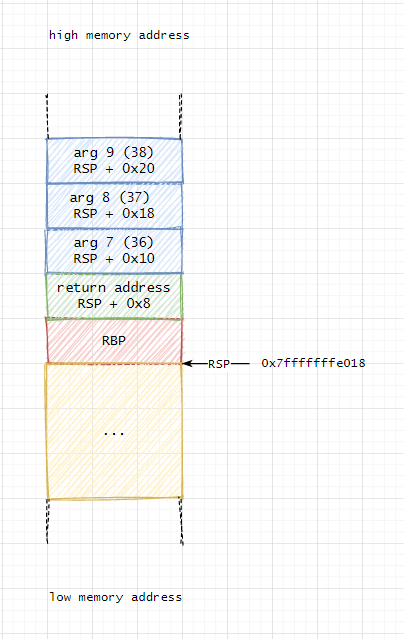 high memory address
arg 9 (38)
RSP + 0x20
arg 8 (37)
RSP + 0x18
arg 7 (36)
RSP + 0x10
return address
RSP + 0x8
RBP
RSP
0x7fffffffe018
...
low memory address